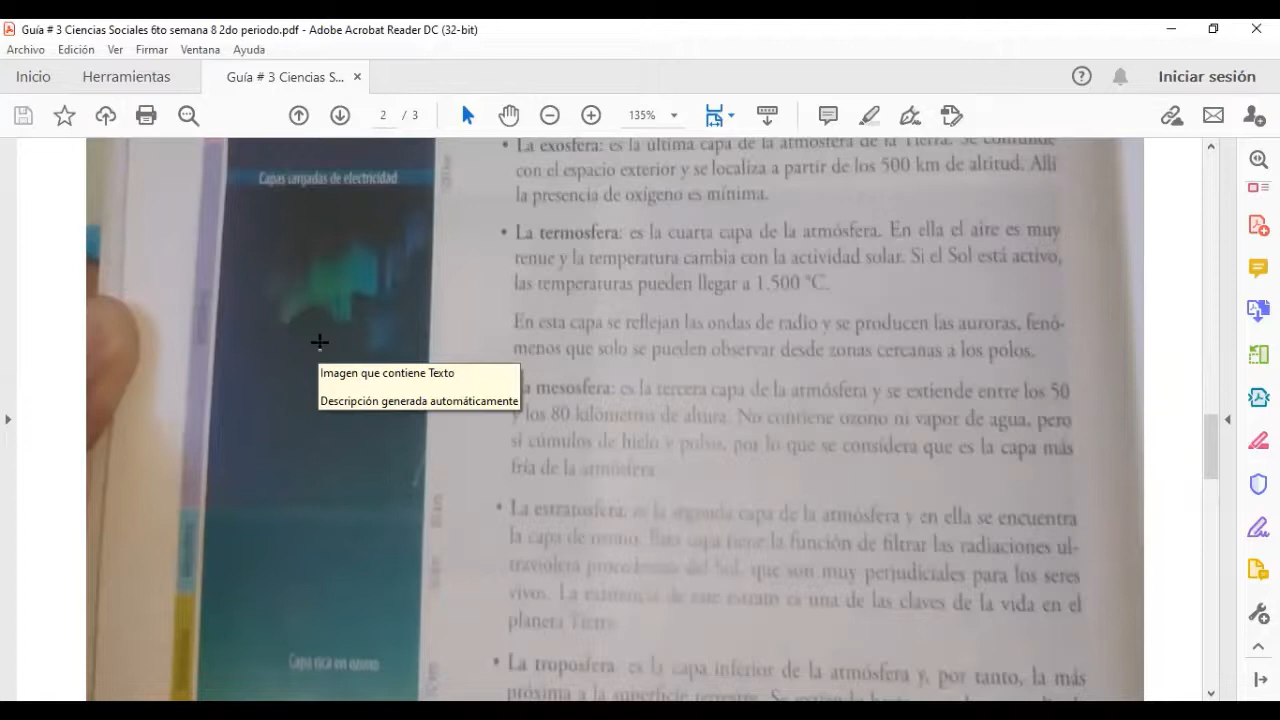 Guía # 3 Ciencias Sociales 6to semana 8 2do periodo.pdf - Adobe Acrobat Reader DC (32-bit)
Archivo Edición Ver Firmar Ventana Ayuda
Inicio Herramientas Guía # 3 Ciencias S... × Iniciar sesión
2 / 3 135%
• La exosfera: es la última capa de la atmósfera de la Tierra. Se confunde
con el espacio exterior y se localiza a partir de los 500 km de altitud. Allí
la presencia de oxígeno es mínima.
Capas cargadas de electricidad
• La termosfera: es la cuarta capa de la atmósfera. En ella el aire es muy
tenue y la temperatura cambia con la actividad solar. Si el Sol está activo,
las temperaturas pueden llegar a 1.500 °C.
En esta capa se reflejan las ondas de radio y se producen las auroras, fenó-
menos que solo se pueden observar desde zonas cercanas a los polos.
Imagen que contiene Texto
Descripción generada automáticamente
mesosfera: es la tercera capa de la atmósfera y se extiende entre los 50
y los 80 kilómetros de altura. No contiene ozono ni vapor de agua, pero
sí cúmulos de hielo y polvo, por lo que se considera que es la capa más
fría de la atmósfera.
• La estratosfera: es la segunda capa de la atmósfera y en ella se encuentra
la capa de ozono. Esta capa tiene la función de filtrar las radiaciones ul-
travioleta procedentes del Sol, que son muy perjudiciales para los seres
vivos. La existencia de este estrato es una de las claves de la vida en el
planeta Tierra.
Capa rica en ozono
• La troposfera: es la capa inferior de la atmósfera y, por tanto, la más
próxima a la superficie terrestre.